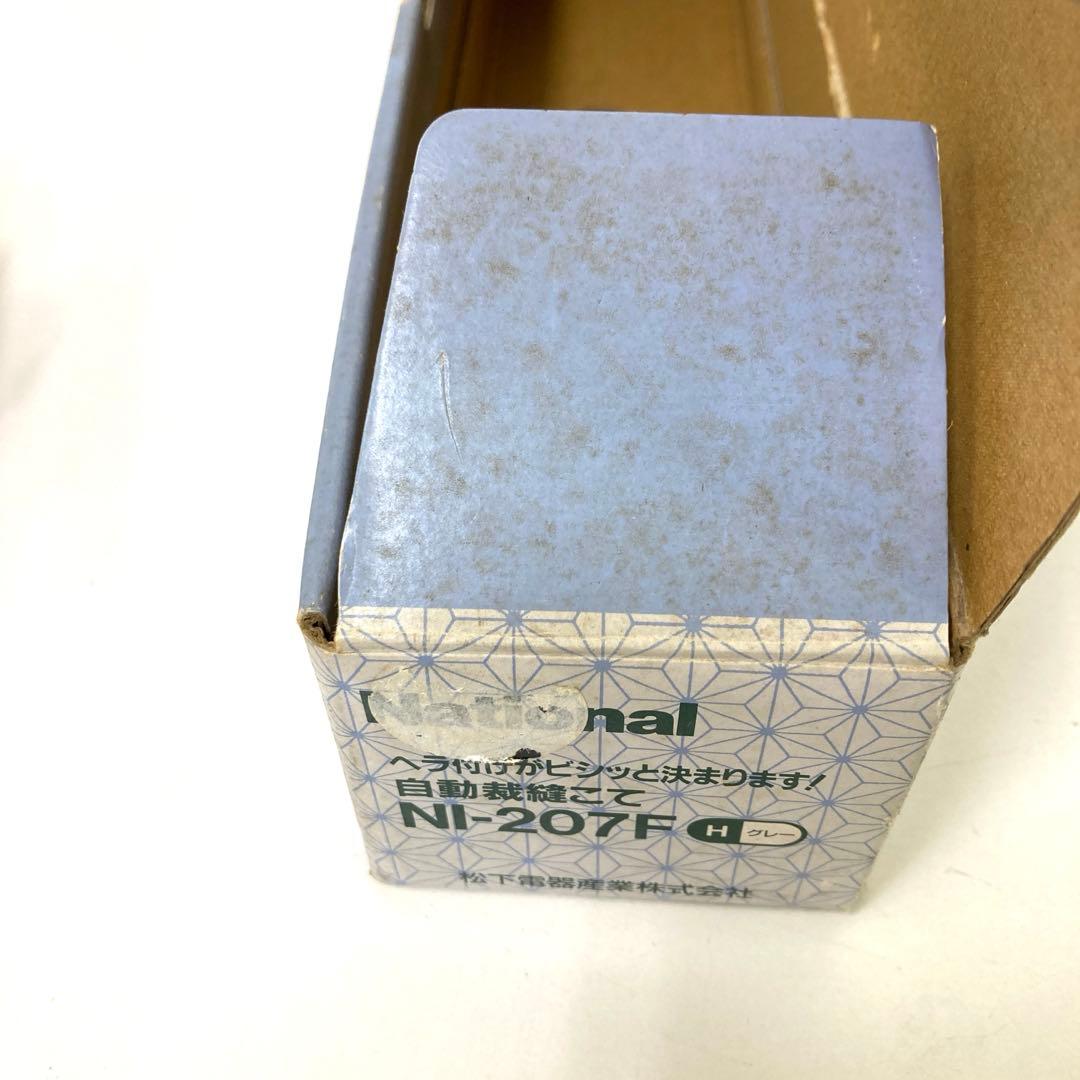 National
ヘラ付けがビシッと決まります!
自動裁縫こて
NI-207F H グレー
松下電器産業株式会社